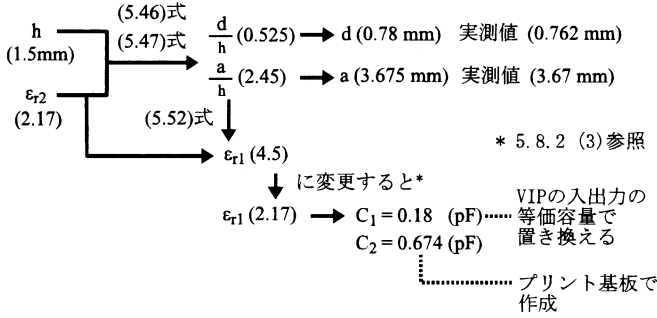 (5.46)式
(5.47)式
h
(1.5mm)
εr2
(2.17)
d/h (0.525) → d (0.78 mm) 実測値 (0.762 mm)
a/h (2.45) → a (3.675 mm) 実測値 (3.67 mm)
(5.52)式
εr1 (4.5)
* 5.8.2 (3)参照
に変更すると*
εr1 (2.17) → C1 = 0.18 (pF)
C2 = 0.674 (pF)
VIPの入出力の
等価容量で
置き換える
プリント基板で
作成